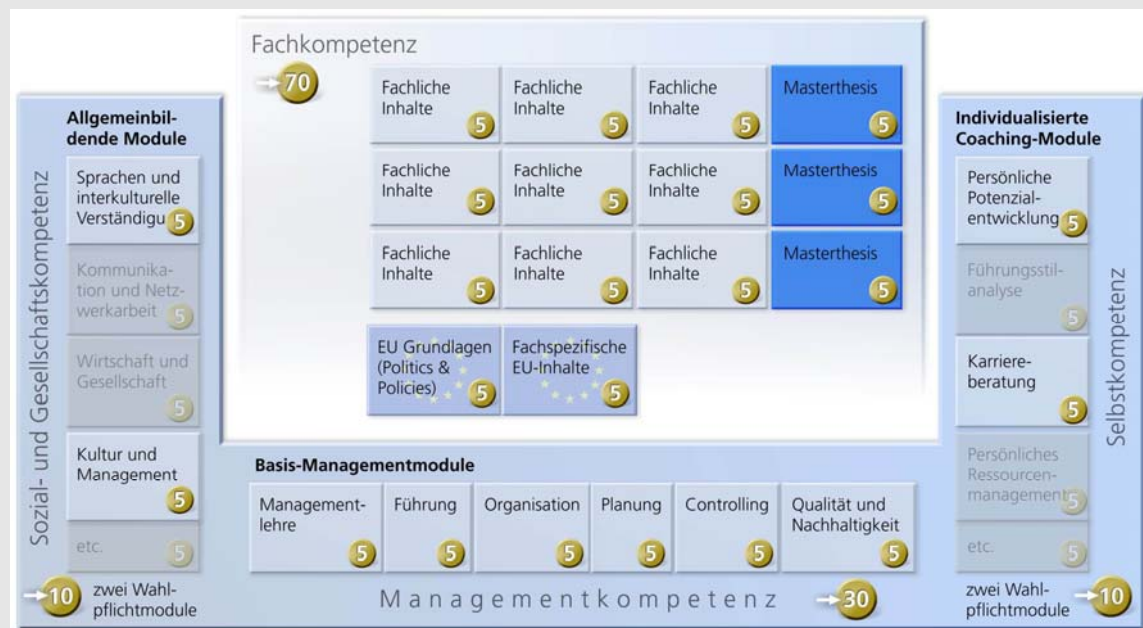 Fachkompetenz
70
Fachliche
Inhalte
5
Fachliche
Inhalte
5
Fachliche
Inhalte
5
Masterthesis
5
Fachliche
Inhalte
5
Fachliche
Inhalte
5
Fachliche
Inhalte
5
Masterthesis
5
Fachliche
Inhalte
5
Fachliche
Inhalte
5
Fachliche
Inhalte
5
Masterthesis
5
EU Grundlagen
(Politics &
Policies)
5
Fachspezifische
EU-Inhalte
5
Sozial- und Gesellschaftskompetenz
Allgemeinbil-
dende Module
Sprachen und
interkulturelle
Verständigu
5
Kommunika-
tion und Netz-
werkarbeit
5
Wirtschaft und
Gesellschaft
5
Kultur und
Management
5
etc.
5
10
zwei Wahl-
pflichtmodule
Basis-Managementmodule
Management-
lehre
5
Führung
5
Organisation
5
Planung
5
Controlling
5
Qualität und
Nachhaltigkeit
5
Managementkompetenz
30
Individualisierte
Coaching-Module
Persönliche
Potenzial-
entwicklung
5
Führungsstil-
analyse
5
Karriere-
beratung
5
Persönliches
Ressourcen-
management
5
etc.
5
Selbstkompetenz
zwei Wahl-
pflichtmodule
10